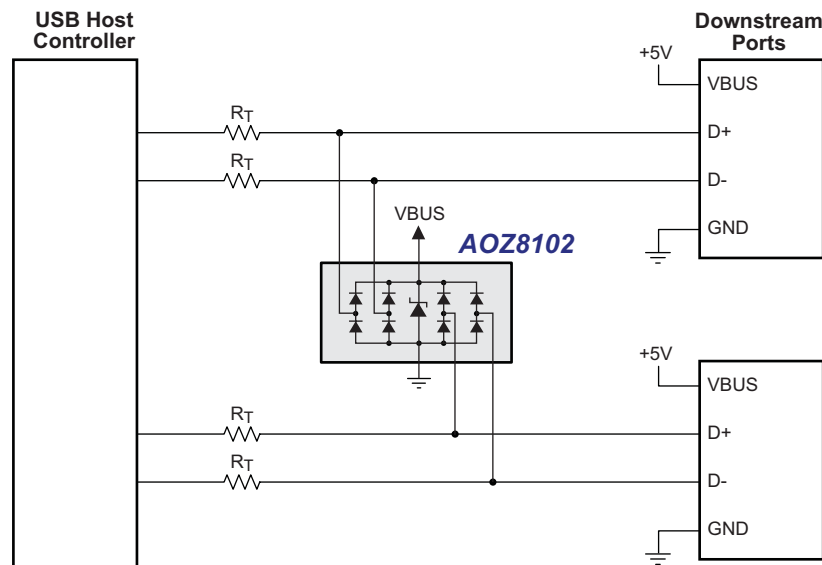 USB Host
Controller
Downstream
Ports
+5V
VBUS
RT
D+
RT
D-
VBUS
GND
AOZ8102
+5V
VBUS
RT
D+
RT
D-
GND